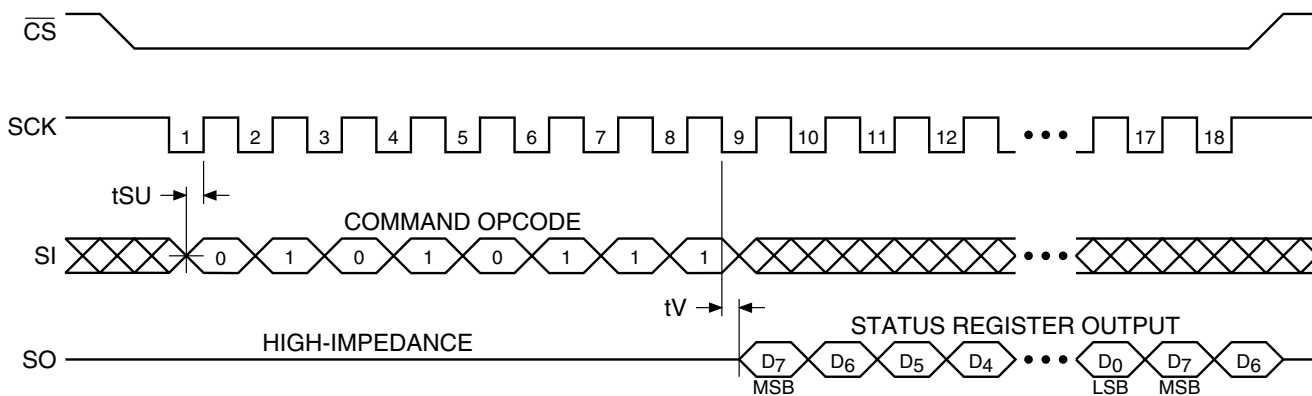 CS
SCK 1 2 3 4 5 6 7 8 9 10 11 12 17 18
tSU
COMMAND OPCODE
SI 0 1 0 1 0 1 1 1
tV
HIGH-IMPEDANCE
STATUS REGISTER OUTPUT
SO D7 D6 D5 D4 D0 D7 D6
MSB LSB MSB